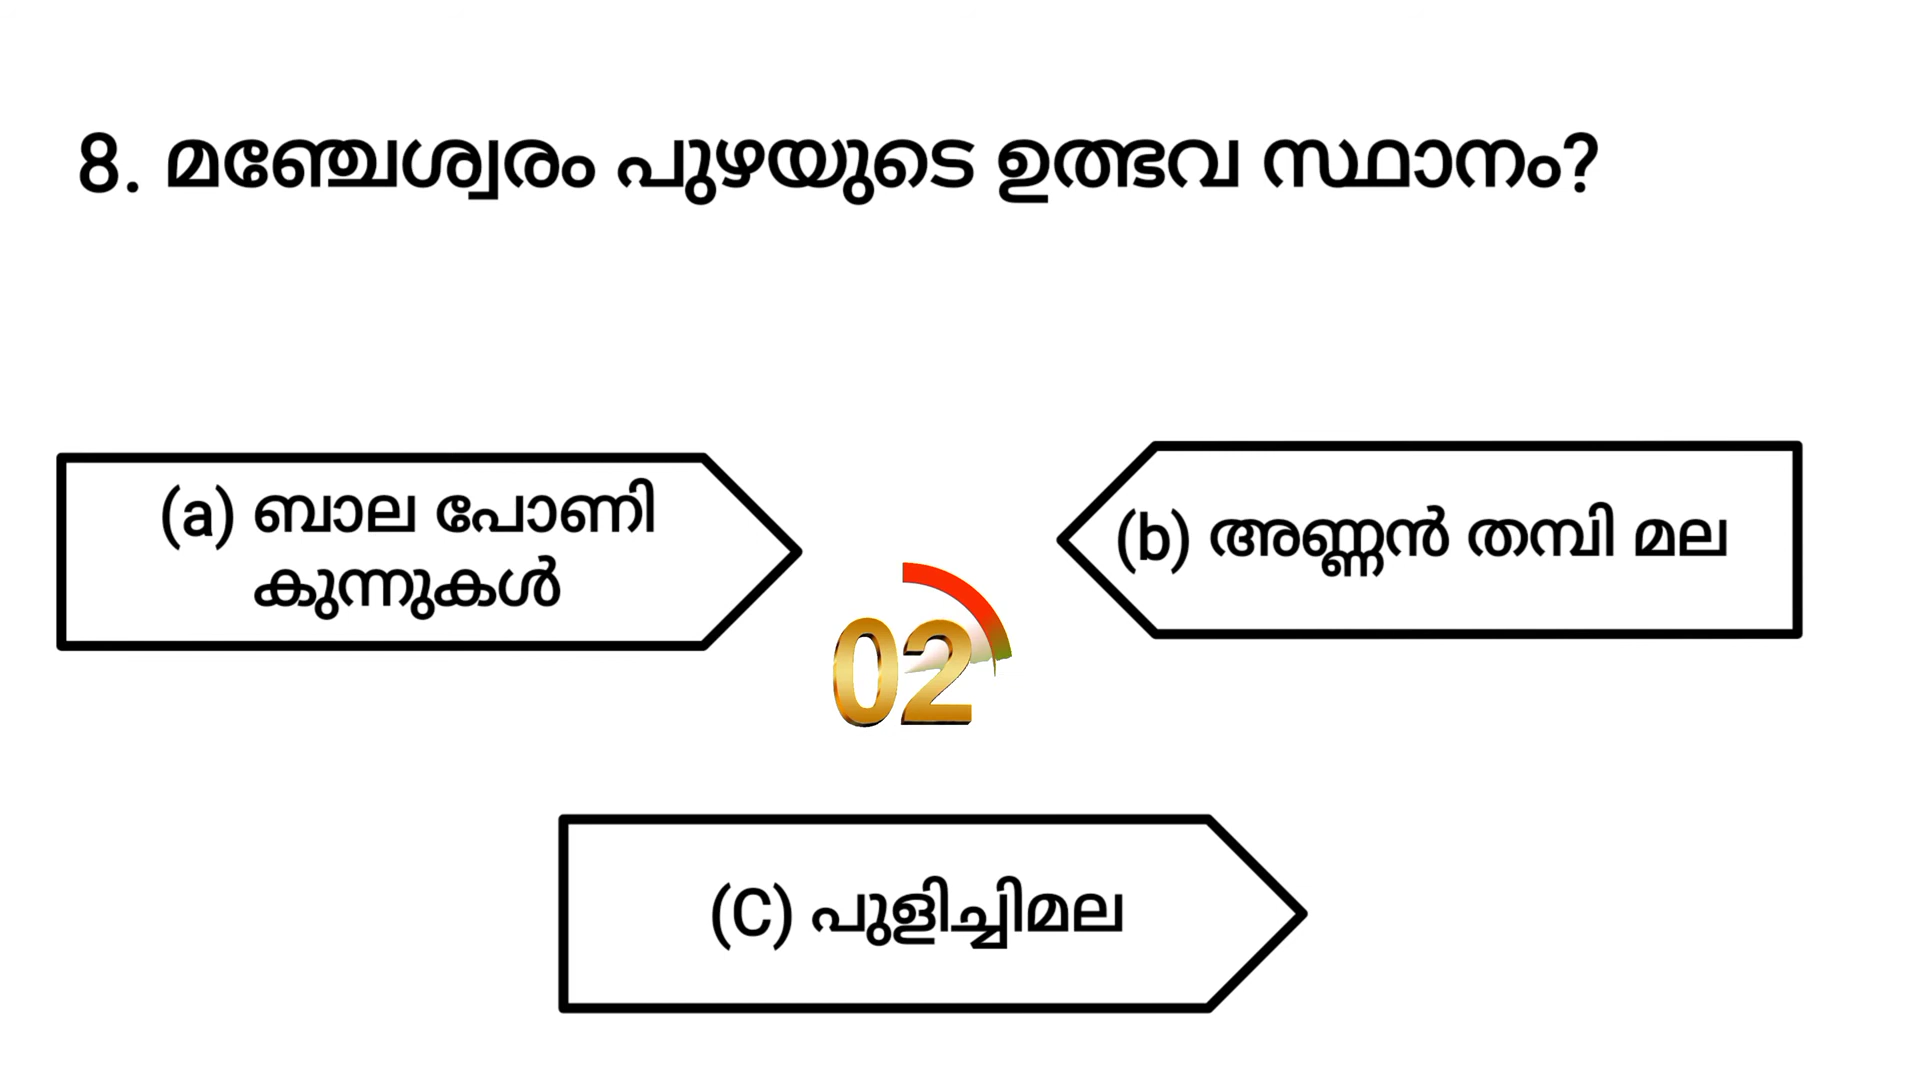 8. മഞ്ചേശ്വരം പുഴയുടെ ഉത്ഭവ സ്ഥാനം?
(a) ബാല പോണി
കുന്നുകൾ
(b) അണ്ണൻ തമ്പി മല
02
(C) പുളിച്ചിമല